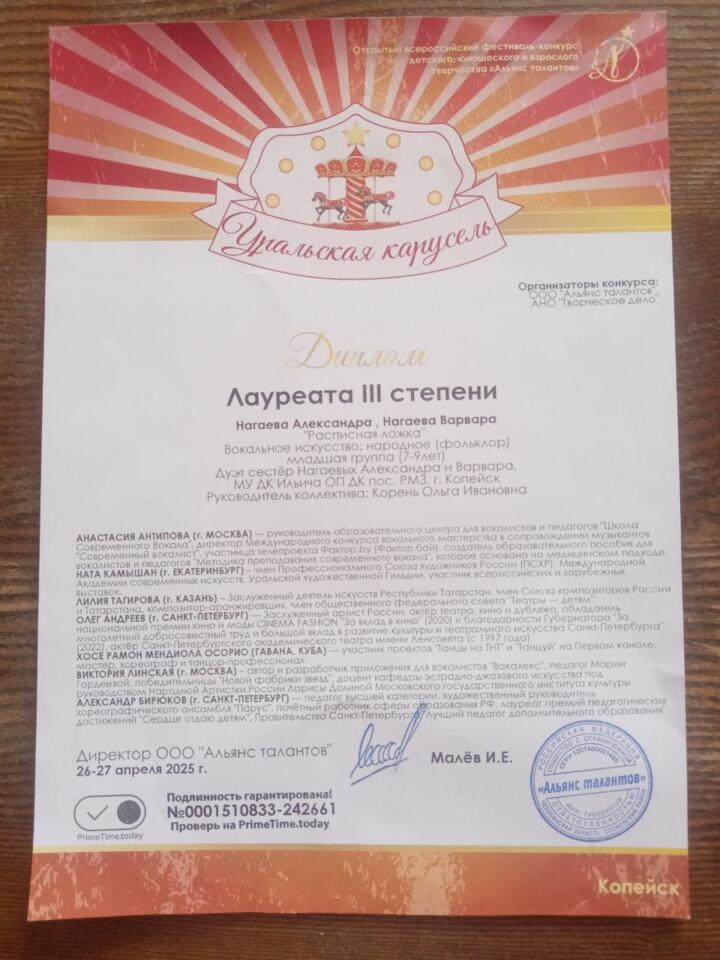 Открытый всероссийский фестиваль-конкурс
детского, юношеского и взрослого
творчества «Альянс талантов»
Уральская карусель
Организаторы конкурса:
ООО "Альянс талантов",
АНО "Творческое дело"
Диплом
Лауреата III степени
Нагаева Александра , Нагаева Варвара
"Расписная ложка"
Вокальное искусство: народное (фольклор)
младшая группа (7-9лет)
Дуэт сестёр Нагаевых Александра и Варвара,
МУ ДК Ильича ОП ДК пос. РМЗ, г. Копейск
Руководитель коллектива: Корень Ольга Ивановна
АНАСТАСИЯ АНТИПОВА (г. МОСКВА) — руководитель образовательного центра для вокалистов и педагогов "Школа
Современного Вокала", директор Международного конкурса вокального мастерства в сопровождении музыкантов
"Современный вокалист", участница телепроекта Фактор.by (Фактор.бай), создатель образовательного пособия для
вокалистов и педагогов "Методика преподавания современного вокала", которое основано на медицинском подходе.
НАТА КАМЫШАН (г. ЕКАТЕРИНБУРГ) – член Профессионального Союза художников России (ПСХР), Международной
Академии современных искусств, Уральской художественной Гильдии, участник всероссийских и зарубежных
выставок.
ЛИЛИЯ ТАГИРОВА (г. КАЗАНЬ) – Заслуженный деятель искусств Республики Татарстан, член Союза композиторов России
и Татарстана, композитор-аранжировщик, член общественного федерального совета "Театры — детям"
ОЛЕГ АНДРЕЕВ (г. САНКТ-ПЕТЕРБУРГ) — Заслуженный артист России, актёр театра, кино и дубляжа, обладатель
национальной премии кино и моды CINEMA FASHION "За вклад в кино" (2020) и благодарности Губернатора "За
многолетний добросовестный труд и большой вклад в развитие культуры и театрального искусства Санкт-Петербурга"
(2022), актёр Санкт-Петербургского академического театра имени Ленсовета (с 1997 года)
ХОСЕ РАМОН МЕНДИОЛА ОСОРИО (ГАВАНА, КУБА) — участник проектов "Танцы на ТНТ" и "Танцуй" на Первом канале,
мастер, хореограф и танцор-профессионал
ВИКТОРИЯ ЛИНСКАЯ (г. МОСКВА) – автор и разработчик приложения для вокалистов "Вокалекс", педагог Марии
Гордеевой, победительницы "Новой фабрики звезд", доцент кафедры эстрадно-джазового искусства под
руководством Народной Артистки России Ларисы Долиной Московского государственного института культуры
АЛЕКСАНДР БИРЮКОВ (г. САНКТ-ПЕТЕРБУРГ) — педагог высшей категории, художественный руководитель
хореографического ансамбля "Парус", почётный работник сферы образования РФ, лауреат премий педагогических
достижений "Сердце отдаю детям", Правительства Санкт-Петербурга "Лучший педагог дополнительного образования"
Директор ООО "Альянс талантов"
26-27 апреля 2025 г.
Малёв И.Е.
РОССИЙСКАЯ ФЕДЕРАЦИЯ
ОБЩЕСТВО С ОГРАНИЧЕННОЙ
«Альянс талантов»
ОТВЕТСТВЕННОСТЬЮ
PrimeTime.today
Подлинность гарантирована!
№0001510833-242661
Проверь на PrimeTime.today
Копейск